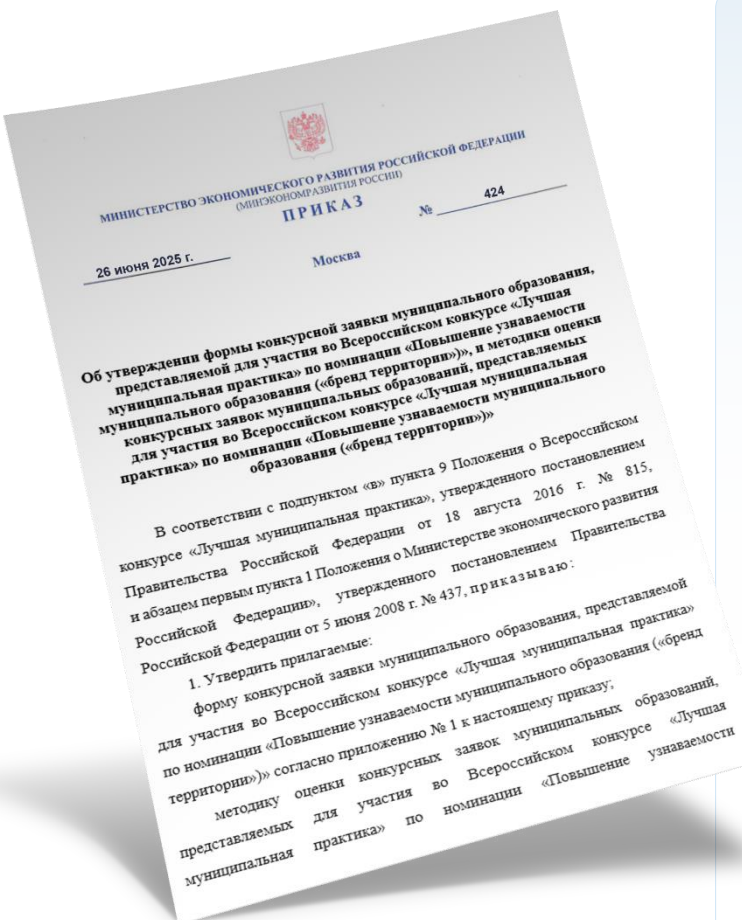 МИНИСТЕРСТВО ЭКОНОМИЧЕСКОГО РАЗВИТИЯ РОССИЙСКОЙ ФЕДЕРАЦИИ
(МИНЭКОНОМРАЗВИТИЯ РОССИИ)
ПРИКАЗ
26 июня 2025 г.
№ 424
Москва
Об утверждении формы конкурсной заявки муниципального образования,
представляемой для участия во Всероссийском конкурсе «Лучшая
муниципальная практика» по номинации «Повышение узнаваемости
муниципального образования («бренд территории»)», и методики оценки
конкурсных заявок муниципальных образований, представляемых
для участия во Всероссийском конкурсе «Лучшая муниципальная
практика» по номинации «Повышение узнаваемости муниципального
образования («бренд территории»)»
В соответствии с подпунктом «в» пункта 9 Положения о Всероссийском
конкурсе «Лучшая муниципальная практика», утвержденного постановлением
Правительства Российской Федерации от 18 августа 2016 г. № 815,
и абзацем первым пункта 1 Положения о Министерстве экономического развития
Российской Федерации», утвержденного постановлением Правительства
Российской Федерации от 5 июня 2008 г. № 437, приказываю:
1. Утвердить прилагаемые:
форму конкурсной заявки муниципального образования, представляемой
для участия во Всероссийском конкурсе «Лучшая муниципальная практика»
по номинации «Повышение узнаваемости муниципального образования («бренд
территории»)» согласно приложению № 1 к настоящему приказу;
методику оценки конкурсных заявок муниципальных образований,
представляемых для участия во Всероссийском конкурсе «Лучшая
муниципальная практика» по номинации «Повышение узнаваемости